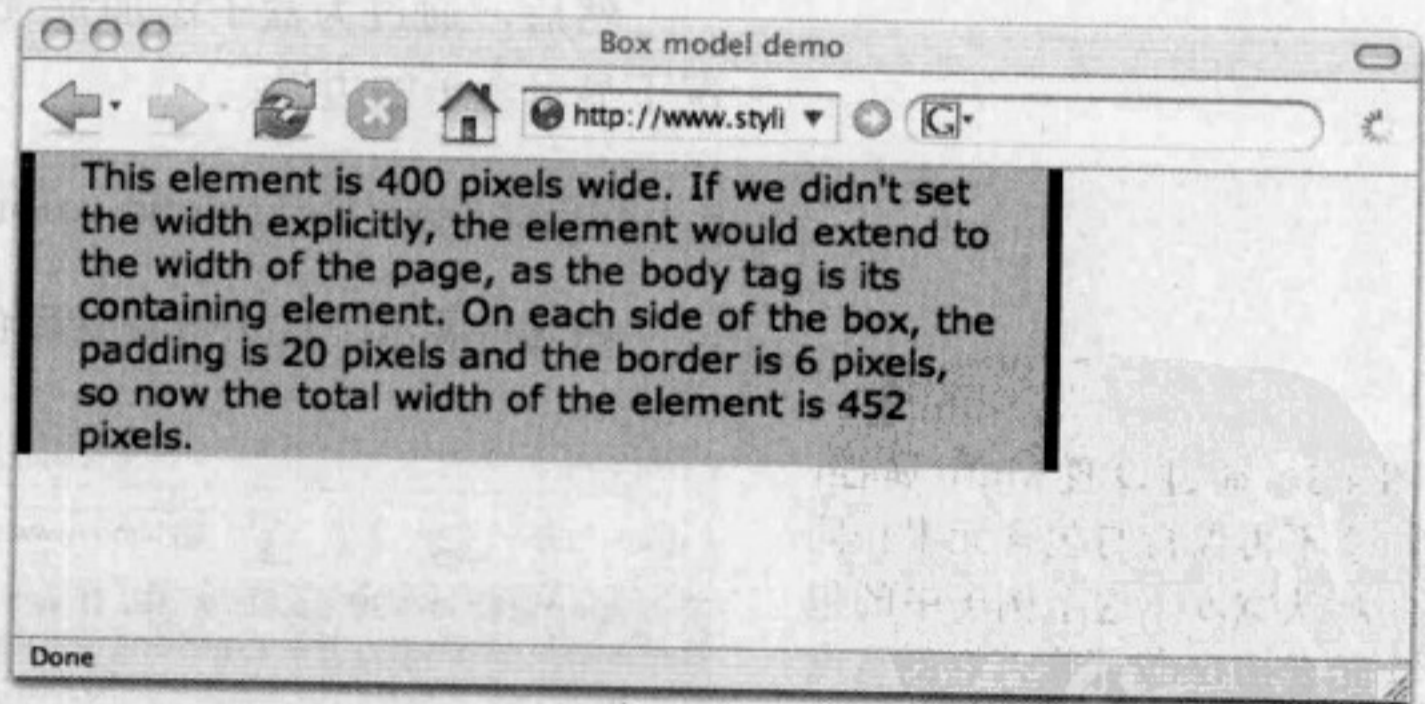 Box model demo
http://www.styli
G
This element is 400 pixels wide. If we didn't set
the width explicitly, the element would extend to
the width of the page, as the body tag is its
containing element. On each side of the box, the
padding is 20 pixels and the border is 6 pixels,
so now the total width of the element is 452
pixels.
Done